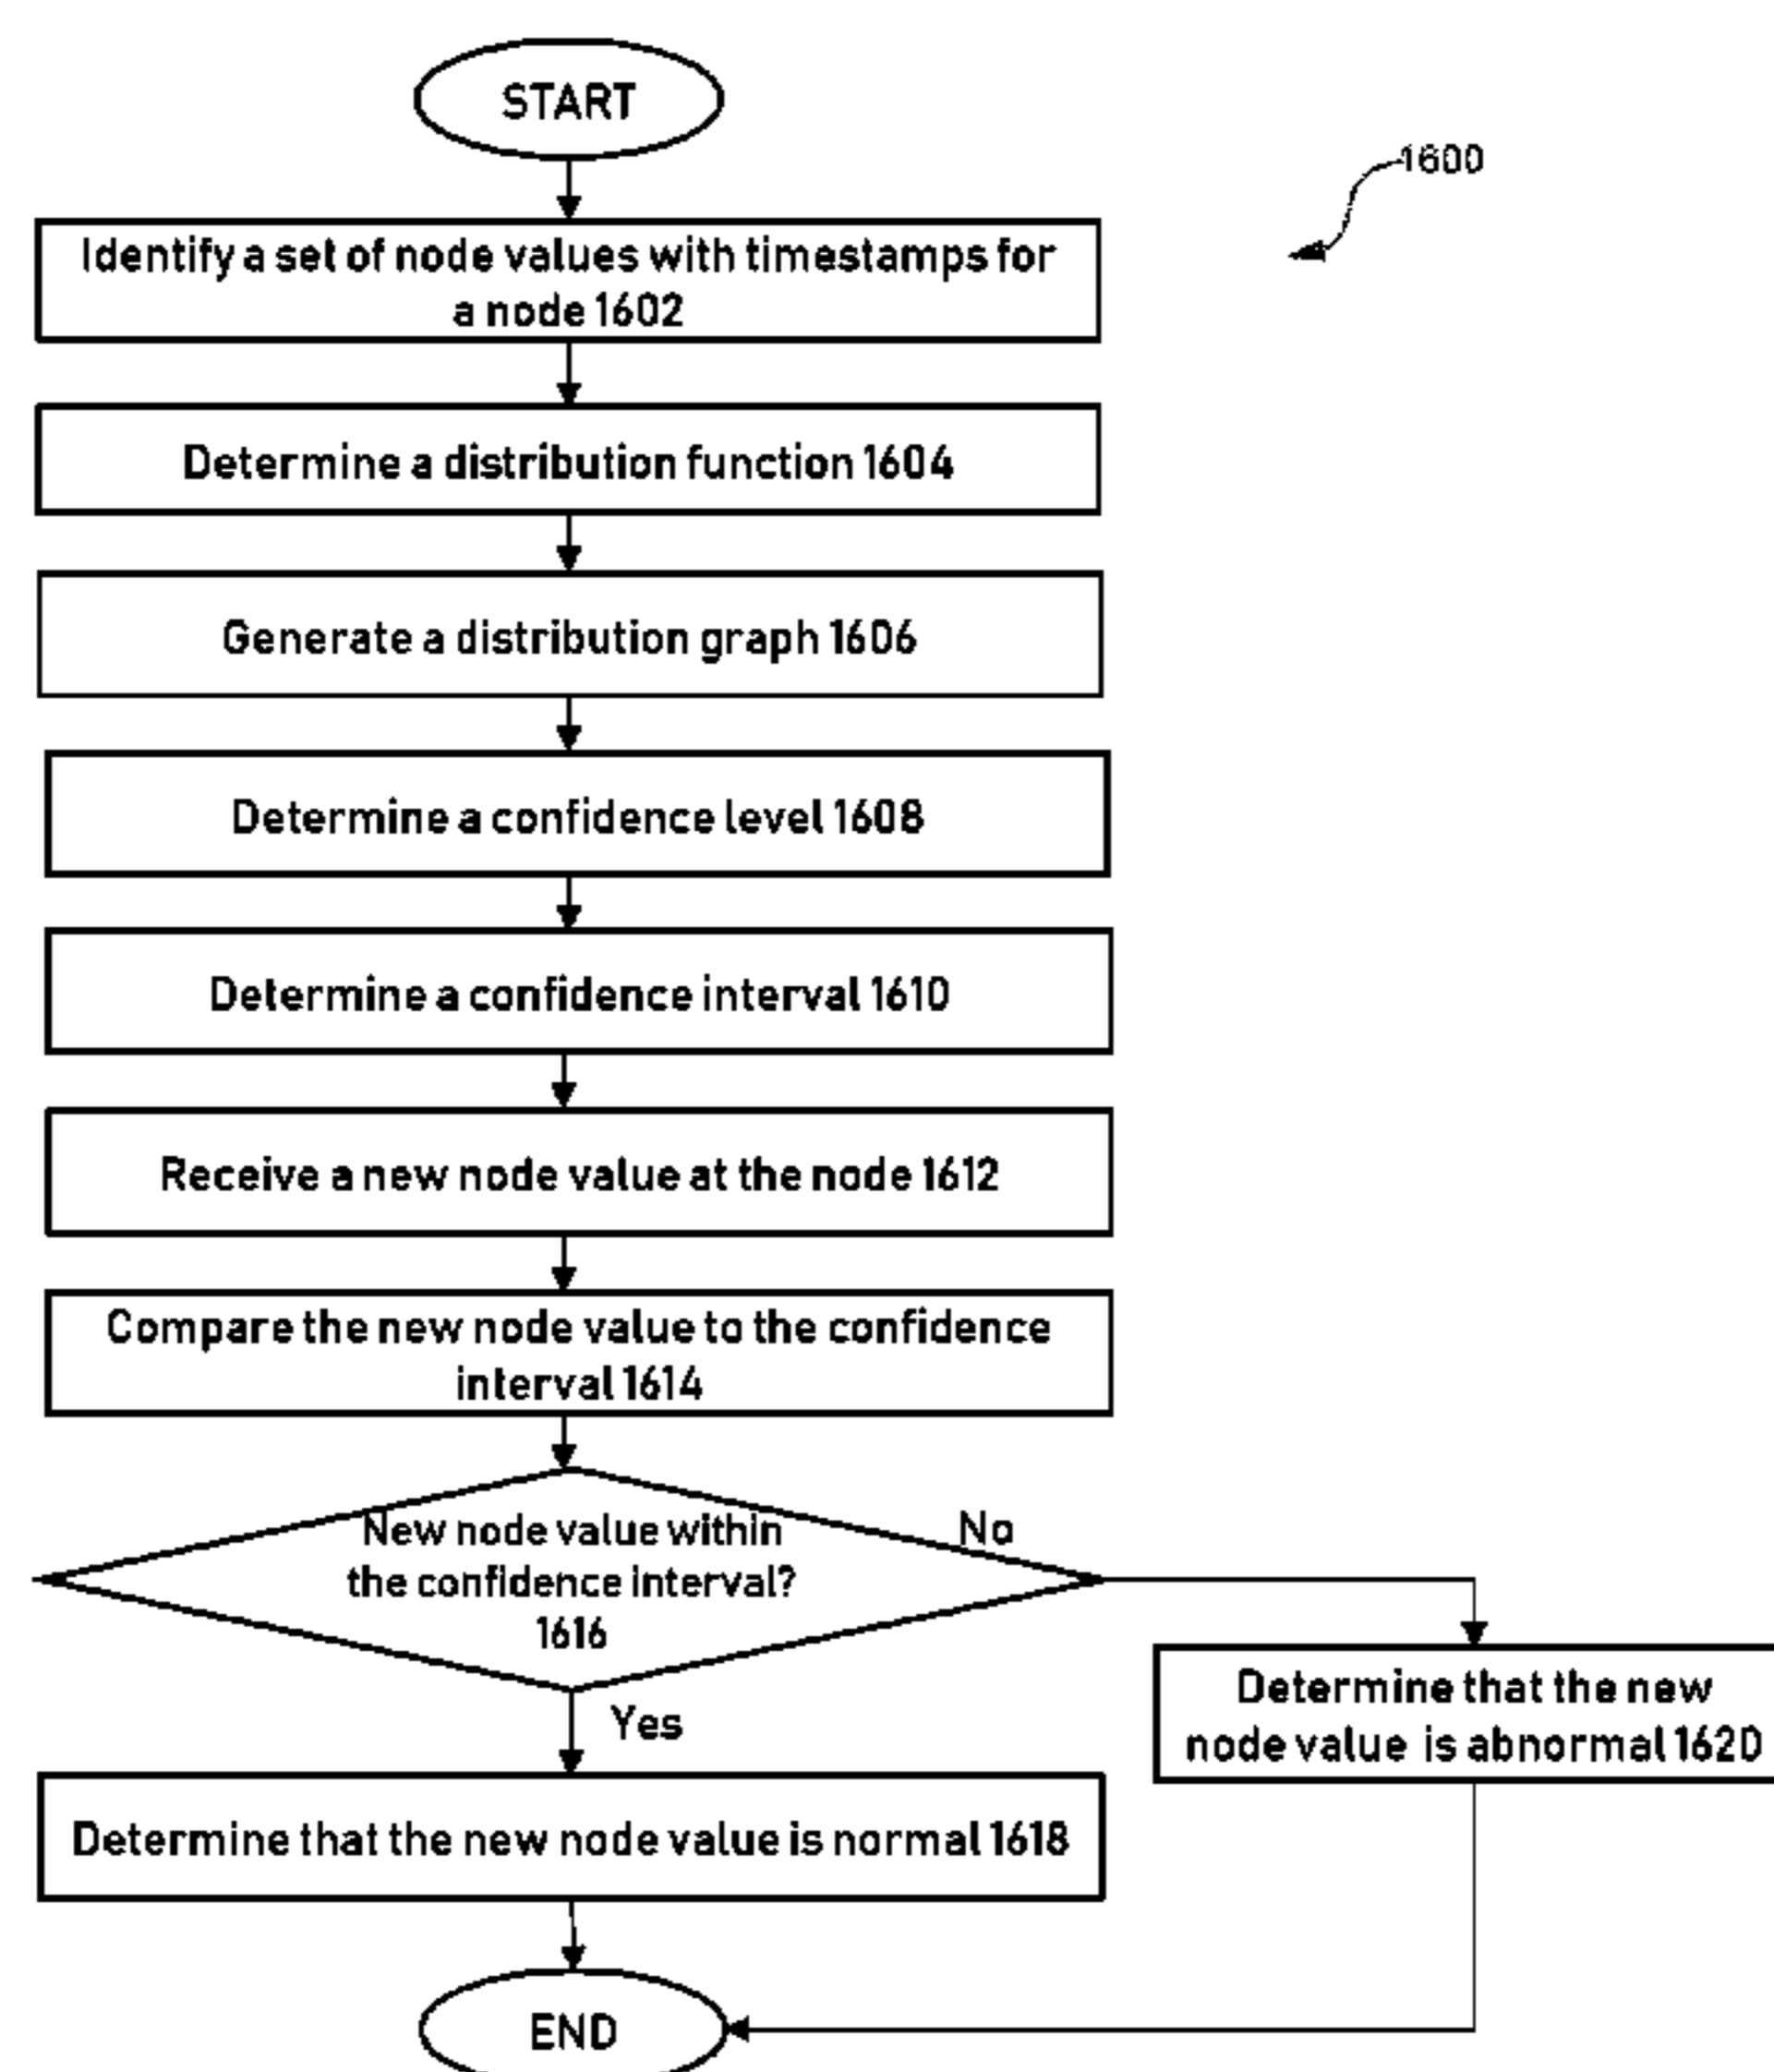 START
1600
Identify a set of node values with timestamps for
a node 1602
Determine a distribution function 1604
Generate a distribution graph 1606
Determine a confidence level 1608
Determine a confidence interval 1610
Receive a new node value at the node 1612
Compare the new node value to the confidence
interval 1614
New node value within
the confidence interval?
1616
No
Yes
Determine that the new
node value is abnormal 1620
Determine that the new node value is normal 1618
END